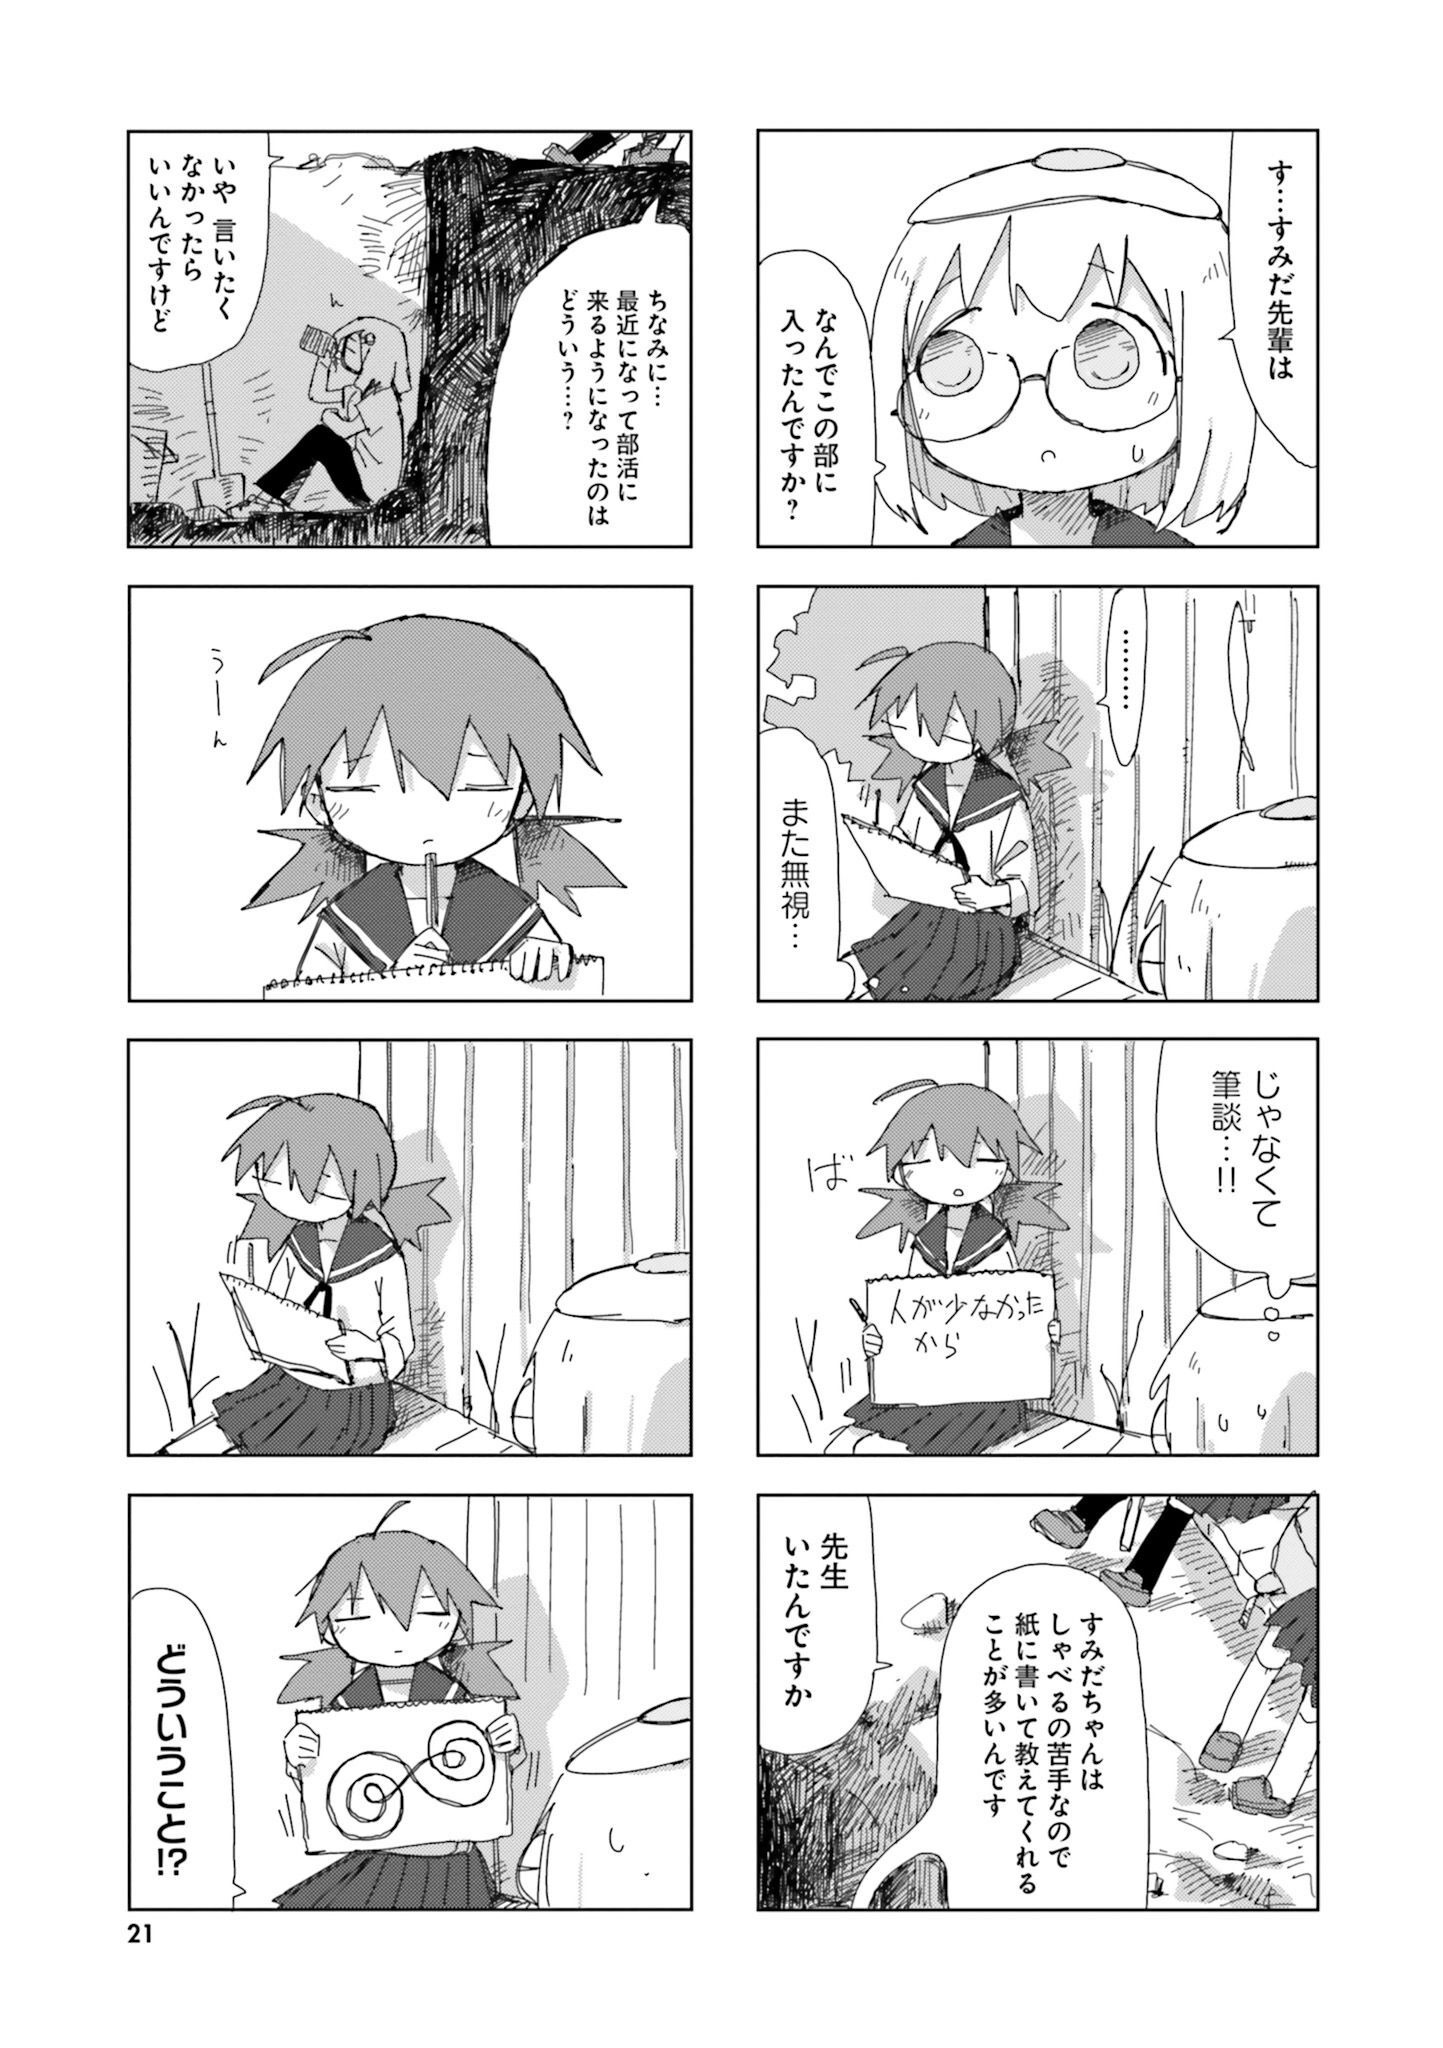 す…すみだ先輩は
なんでこの部に
入ったんですか？
………
また無視…
じゃなくて
筆談…!!
ば
人が少なかった
から
すみだちゃんは
しゃべるの苦手なので
紙に書いて教えてくれる
ことが多いんです
先生
いたんですか
ちなみに…
最近になって部活に
来るようになったのは
どういう…？
いや 言いたく
なかったら
いいんですけど
うーん
どういうこと!?
21